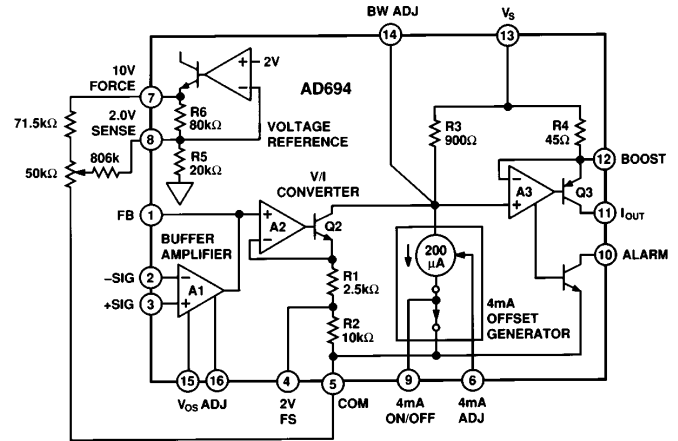 BW ADJ
VS
14
13
10V
FORCE
7
2V
AD694
R6
80kΩ
VOLTAGE
REFERENCE
71.5kΩ
2.0V
SENSE
8
R3
900Ω
R4
45Ω
50kΩ
806k
R5
20kΩ
12
BOOST
V/I
CONVERTER
A3
Q3
FB
1
A2
Q2
11
IOUT
BUFFER
AMPLIFIER
200
µA
10
ALARM
–SIG
2
A1
R1
2.5kΩ
+SIG
3
4mA
OFFSET
GENERATOR
R2
10kΩ
15
16
4
5
9
6
VOS ADJ
2V
FS
COM
4mA
ON/OFF
4mA
ADJ